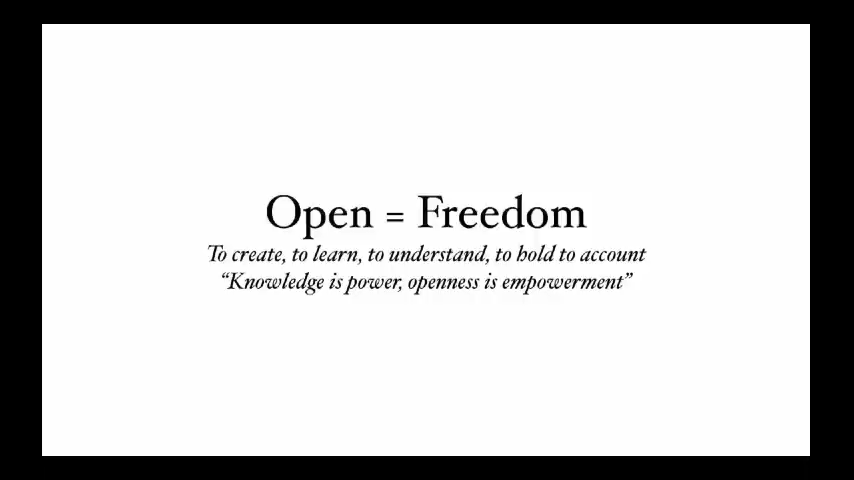 Open = Freedom
To create, to learn, to understand, to hold to account
“Knowledge is power, openness is empowerment”